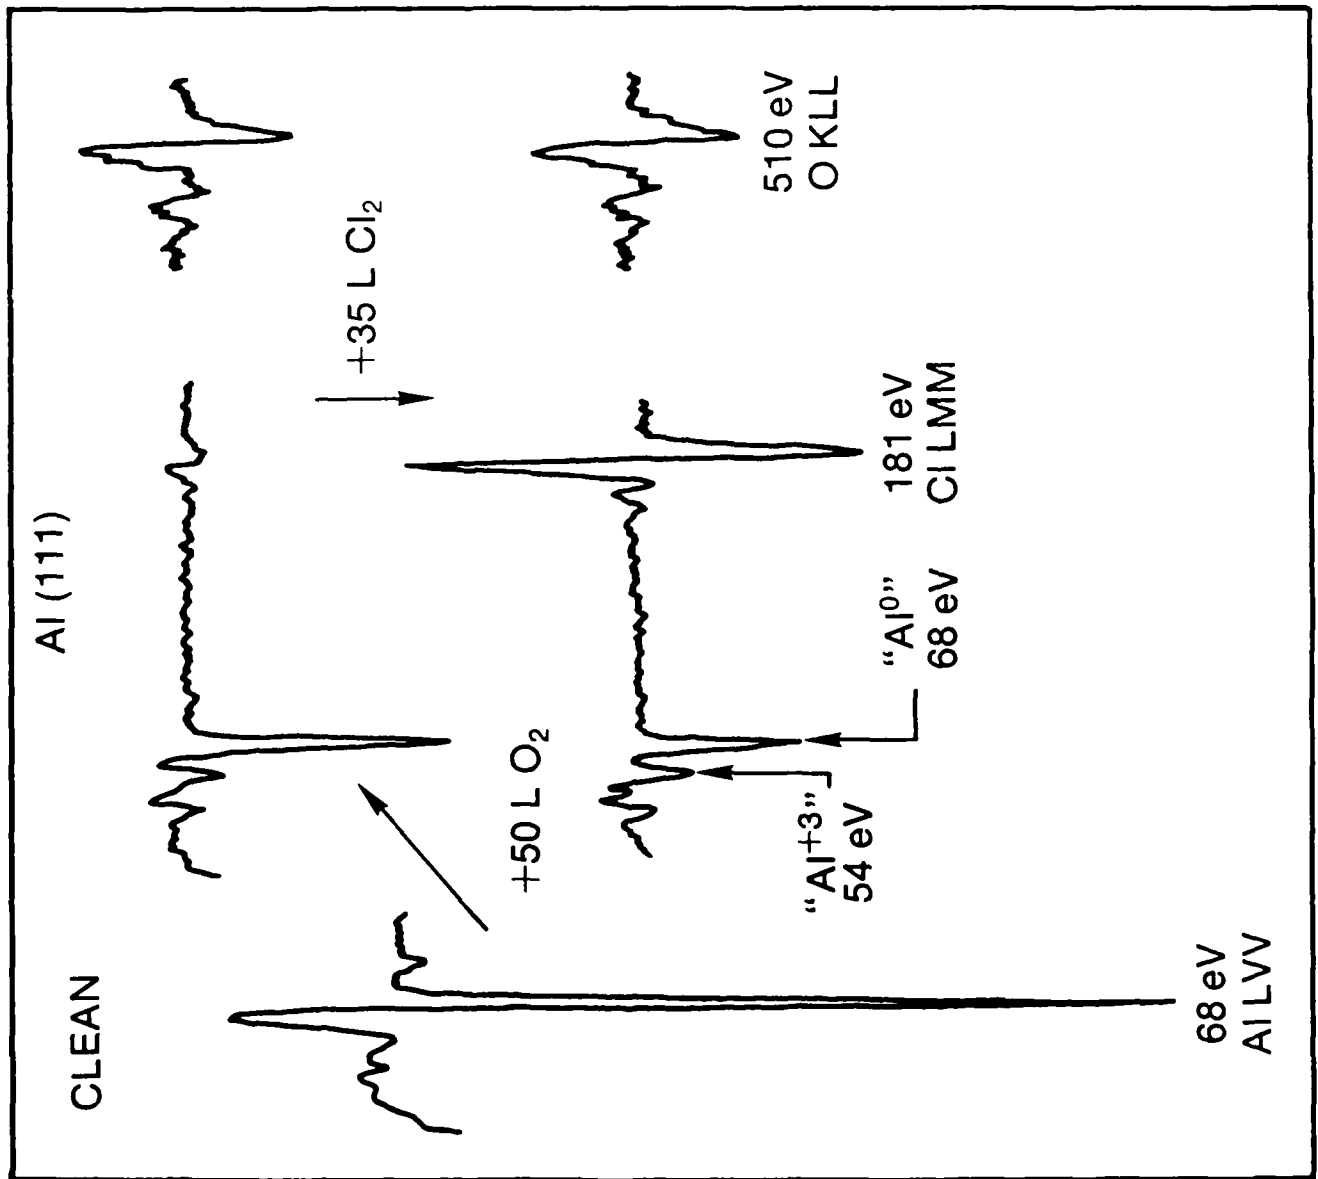 Al (111)
CLEAN
+50 L O₂
+35 L Cl₂
"Al⁺³"
54 eV
"Al⁰"
68 eV
68 eV
Al LVV
181 eV
Cl LMM
510 eV
O KLL